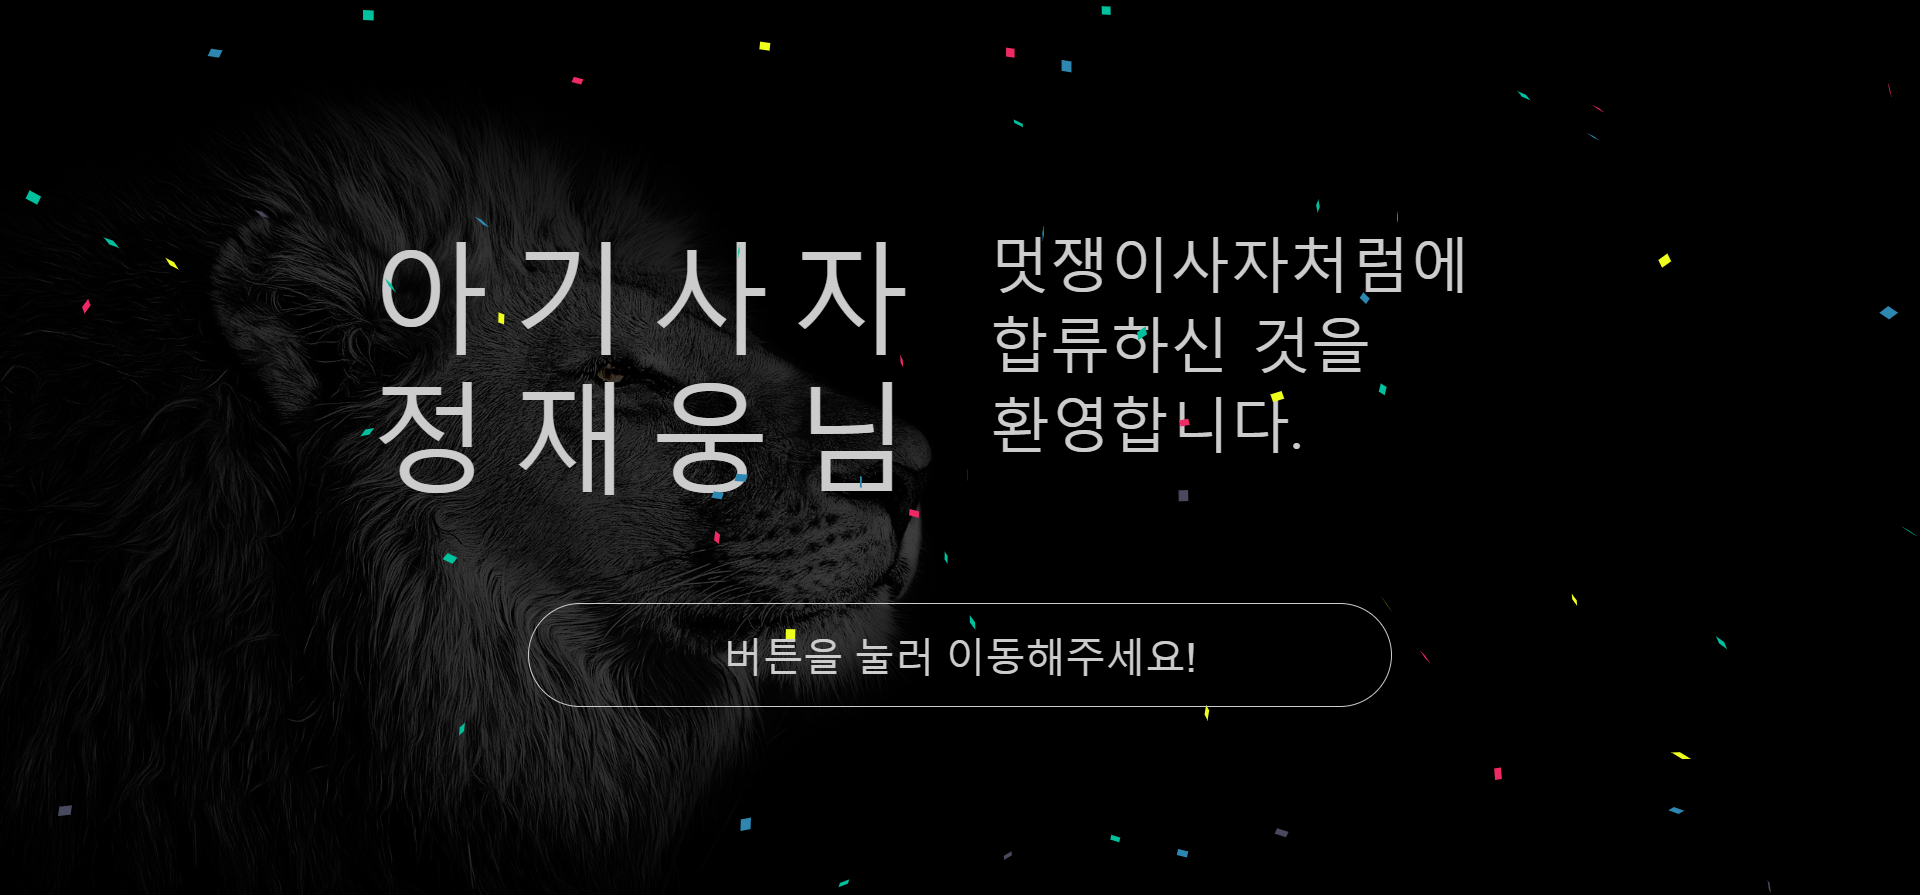 아기사자
정재웅님
멋쟁이사자처럼에
합류하신 것을
환영합니다.
버튼을 눌러 이동해주세요!